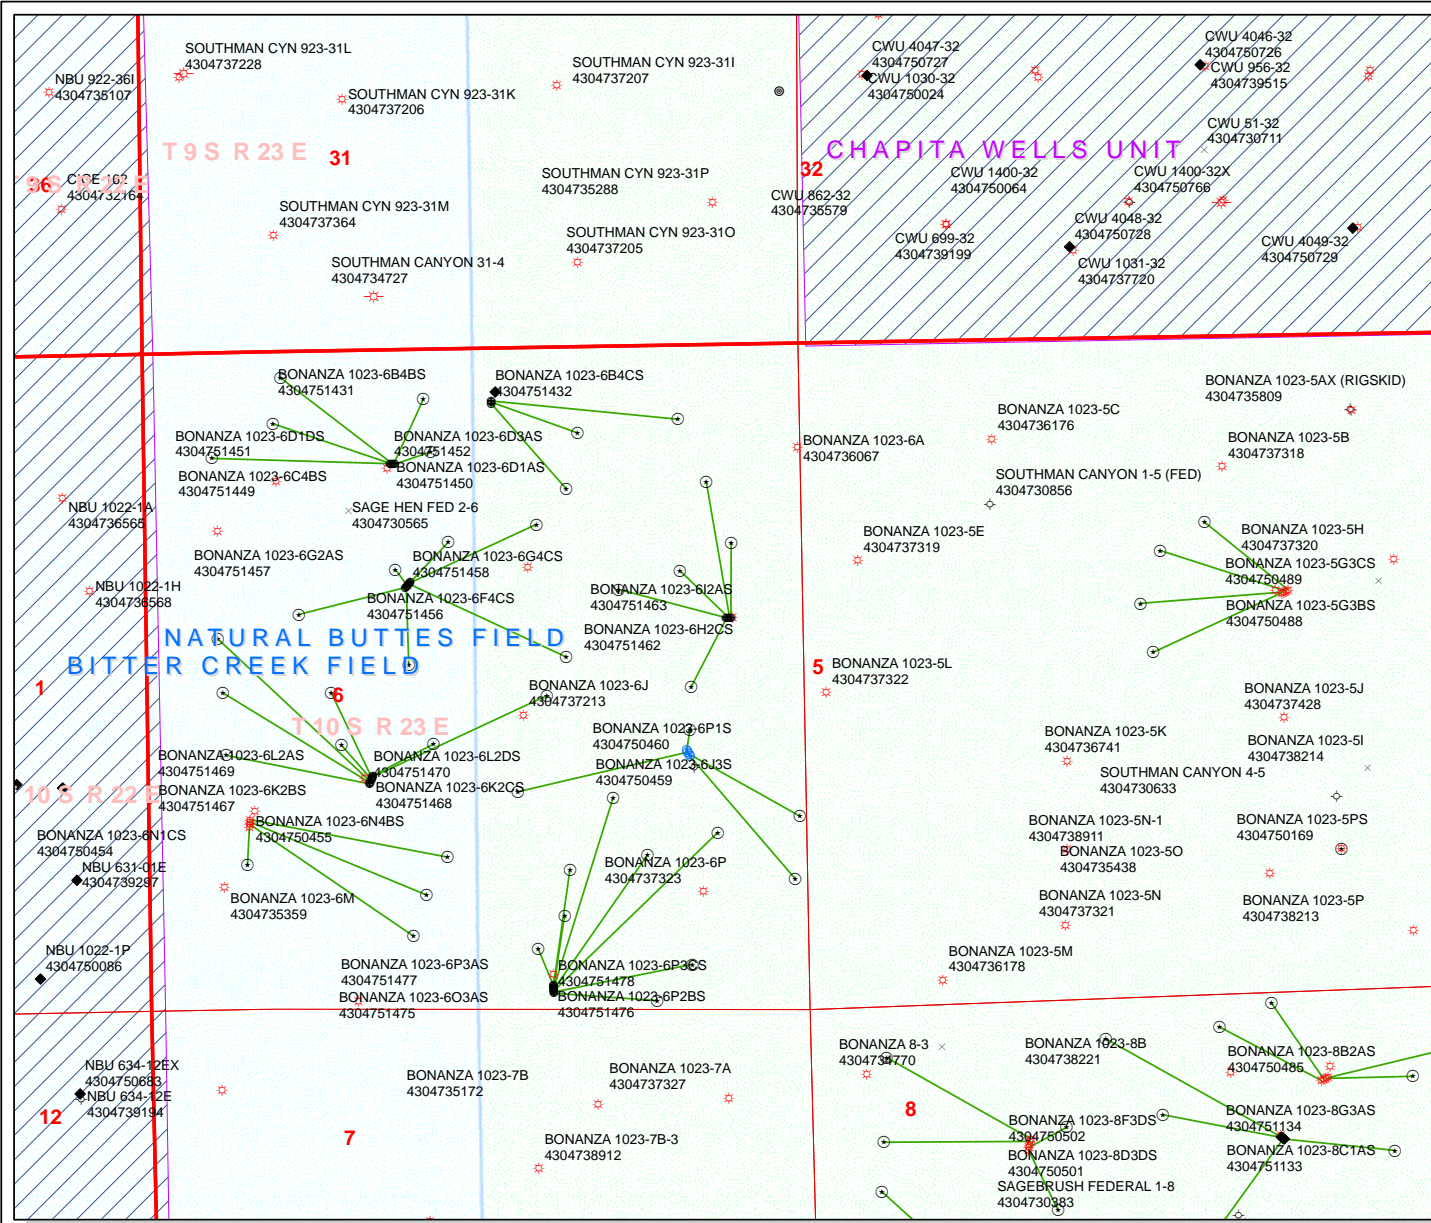 SOUTHMAN CYN 923-31L
4304737228
NBU 922-36I
4304735107
SOUTHMAN CYN 923-31K
4304737206
SOUTHMAN CYN 923-31I
4304737207
CWU 4047-32
4304750727
CWU 1030-32
4304750024
CWU 4046-32
4304750726
CWU 956-32
4304739515
CWU 51-32
4304730711
T 9 S R 23 E
31
CHAPITA WELLS UNIT
32
36
9 S R 22 E
CIGE 162
4304732164
SOUTHMAN CYN 923-31P
4304735288
CWU 862-32
4304735579
CWU 1400-32
4304750064
CWU 1400-32X
4304750766
SOUTHMAN CYN 923-31M
4304737364
SOUTHMAN CYN 923-31O
4304737205
CWU 699-32
4304739199
CWU 4048-32
4304750728
CWU 1031-32
4304737720
CWU 4049-32
4304750729
SOUTHMAN CANYON 31-4
4304734727
BONANZA 1023-6B4BS
4304751431
BONANZA 1023-6B4CS
4304751432
BONANZA 1023-5AX (RIGSKID)
4304735809
BONANZA 1023-5C
4304736176
BONANZA 1023-6D1DS
4304751451
BONANZA 1023-6D3AS
4304751452
BONANZA 1023-6D1AS
4304751450
BONANZA 1023-6A
4304736067
BONANZA 1023-5B
4304737318
BONANZA 1023-6C4BS
4304751449
SOUTHMAN CANYON 1-5 (FED)
4304730856
NBU 1022-1A
4304736565
SAGE HEN FED 2-6
4304730565
BONANZA 1023-5E
4304737319
BONANZA 1023-5H
4304737320
BONANZA 1023-6G2AS
4304751457
BONANZA 1023-6G4CS
4304751458
BONANZA 1023-5G3CS
4304750489
NBU 1022-1H
4304736568
BONANZA 1023-6F4CS
4304751456
BONANZA 1023-6I2AS
4304751463
BONANZA 1023-5G3BS
4304750488
BONANZA 1023-6H2CS
4304751462
NATURAL BUTTES FIELD
BITTER CREEK FIELD
1
6
5
BONANZA 1023-5L
4304737322
BONANZA 1023-6J
4304737213
BONANZA 1023-5J
4304737428
T 10 S R 23 E
BONANZA 1023-6P1S
4304750460
BONANZA 1023-5K
4304736741
BONANZA 1023-5I
4304738214
BONANZA 1023-6L2AS
4304751469
BONANZA 1023-6L2DS
4304751470
BONANZA 1023-6J3S
4304750459
SOUTHMAN CANYON 4-5
4304730633
10 S R 22 E
BONANZA 1023-6K2BS
4304751467
BONANZA 1023-6K2CS
4304751468
BONANZA 1023-6N1CS
4304750454
BONANZA 1023-6N4BS
4304750455
BONANZA 1023-5N-1
4304738911
BONANZA 1023-5PS
4304750169
NBU 631-01E
4304739297
BONANZA 1023-6P
4304737323
BONANZA 1023-5O
4304735438
BONANZA 1023-6M
4304735359
BONANZA 1023-5N
4304737321
BONANZA 1023-5P
4304738213
NBU 1022-1P
4304750086
BONANZA 1023-6P3AS
4304751477
BONANZA 1023-6P3CS
4304751478
BONANZA 1023-5M
4304736178
BONANZA 1023-6O3AS
4304751475
BONANZA 1023-6P2BS
4304751476
BONANZA 8-3
4304734770
BONANZA 1023-8B
4304738221
BONANZA 1023-8B2AS
4304750485
NBU 634-12EX
4304750683
NBU 634-12E
4304739194
BONANZA 1023-7B
4304735172
BONANZA 1023-7A
4304737327
12
7
8
BONANZA 1023-8F3DS
4304750502
BONANZA 1023-8G3AS
4304751134
BONANZA 1023-7B-3
4304738912
BONANZA 1023-8D3DS
4304750501
BONANZA 1023-8C1AS
4304751133
SAGEBRUSH FEDERAL 1-8
4304730383